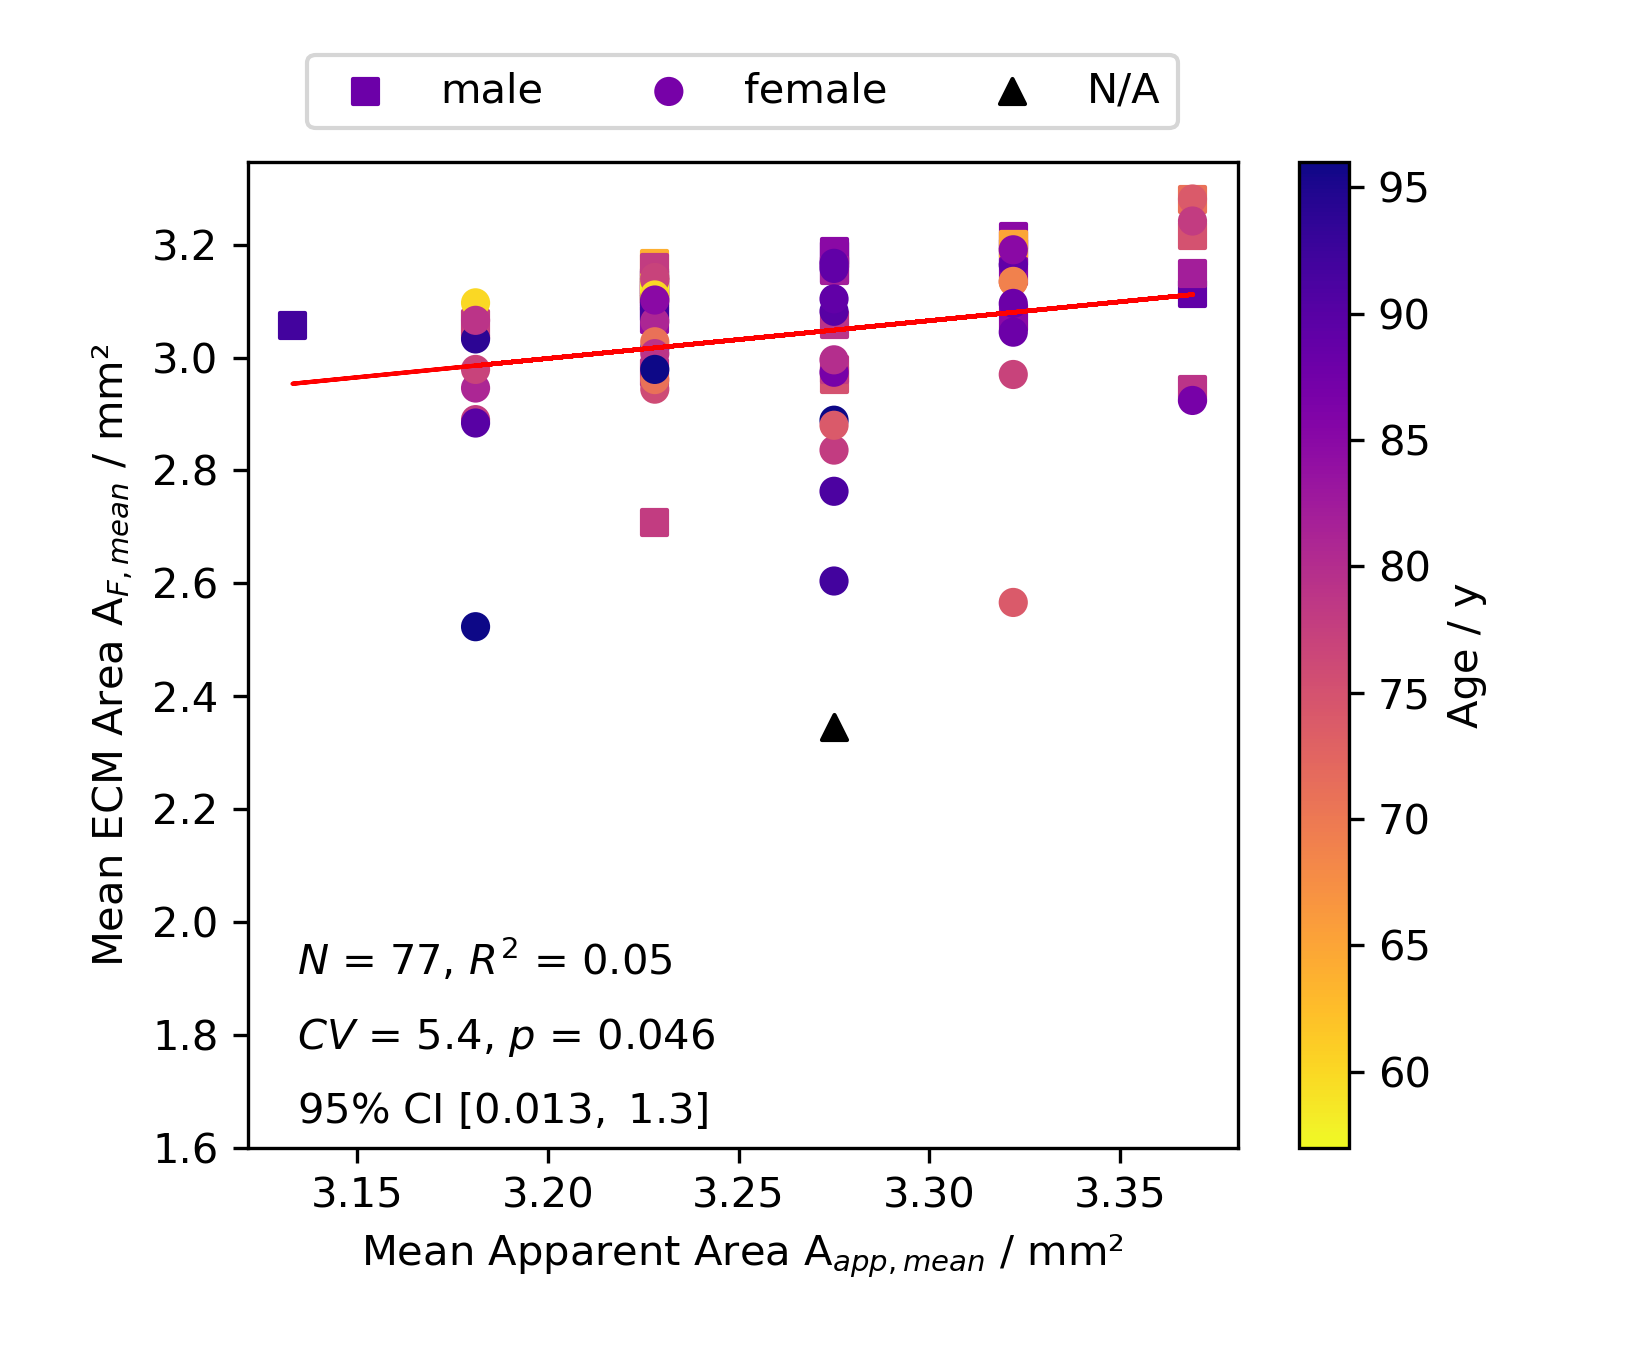 male female N/A
3.2
3.0
2.8
2.6
2.4
2.2
2.0
1.8
1.6
Mean ECM Area A_{F,mean} / mm²
N = 77, R² = 0.05
CV = 5.4, p = 0.046
95% CI [0.013, 1.3]
3.15 3.20 3.25 3.30 3.35
Mean Apparent Area A_{app,mean} / mm²
95
90
85
80
75
70
65
60
Age / y